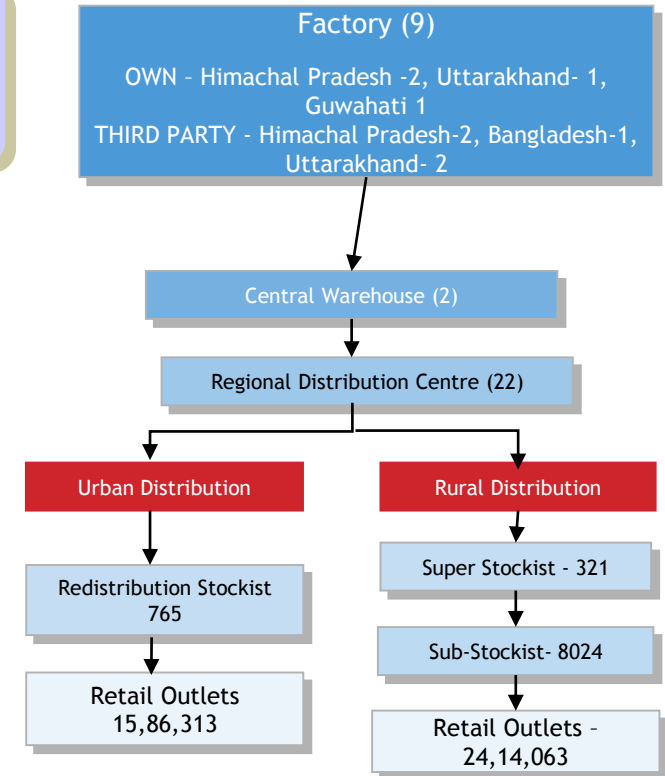 Factory (9)
OWN – Himachal Pradesh -2, Uttarakhand- 1,
Guwahati 1
THIRD PARTY - Himachal Pradesh-2, Bangladesh-1,
Uttarakhand- 2
Central Warehouse (2)
Regional Distribution Centre (22)
Urban Distribution
Rural Distribution
Redistribution Stockist
765
Super Stockist - 321
Sub-Stockist- 8024
Retail Outlets
15,86,313
Retail Outlets –
24,14,063